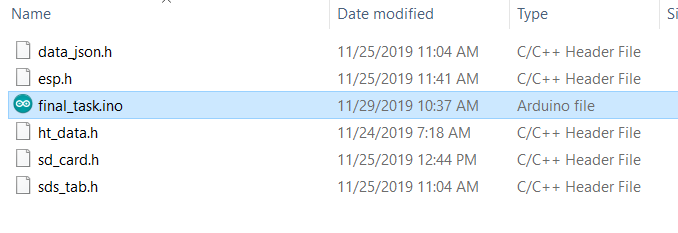 Name Date modified Type Si
data_json.h 11/25/2019 11:04 AM C/C++ Header File
esp.h 11/25/2019 11:41 AM C/C++ Header File
final_task.ino 11/29/2019 10:37 AM Arduino file
ht_data.h 11/24/2019 7:18 AM C/C++ Header File
sd_card.h 11/25/2019 12:44 PM C/C++ Header File
sds_tab.h 11/25/2019 11:04 AM C/C++ Header File